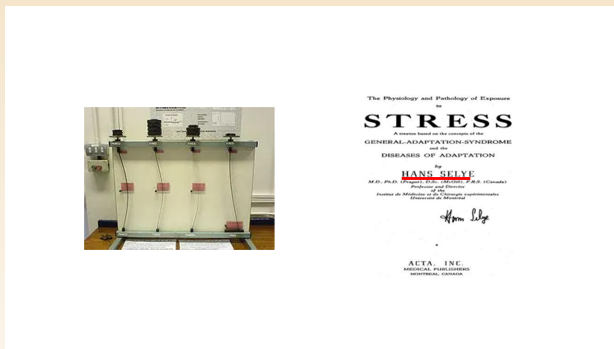 The Physiology and Pathology of Exposure
to
STRESS
A treatise based on the concepts of the
GENERAL-ADAPTATION-SYNDROME
and the
DISEASES OF ADAPTATION
by
HANS SELYE
M.D., Ph.D. (Prague), D.Sc. (McGill), F.R.S. (Canada)
Professor and Director
of the
Institut de Médecine et de Chirurgie expérimentales
Université de Montréal
Hans Selye
ACTA, INC.
MEDICAL PUBLISHERS
MONTREAL, CANADA